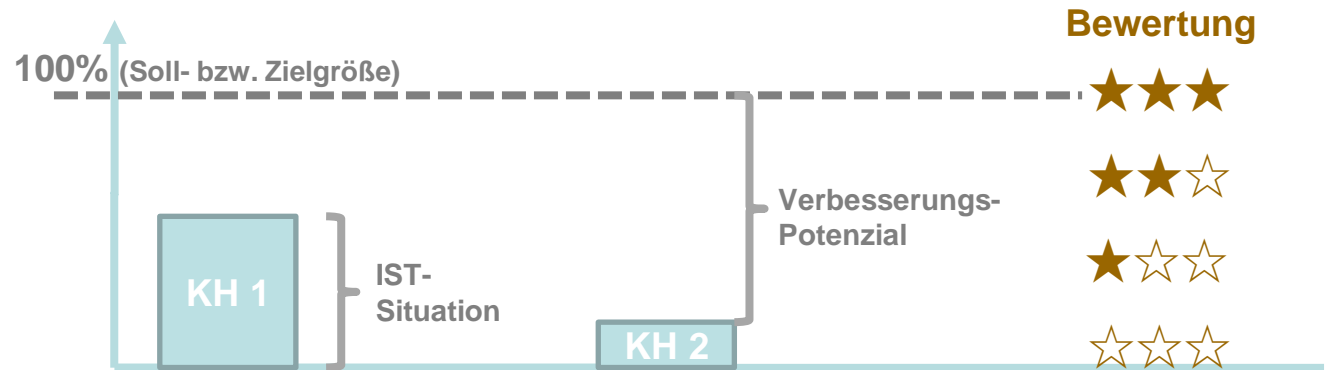 Bewertung
100% (Soll- bzw. Zielgröße)
Verbesserungs-
Potenzial
IST-
Situation
KH 1
KH 2